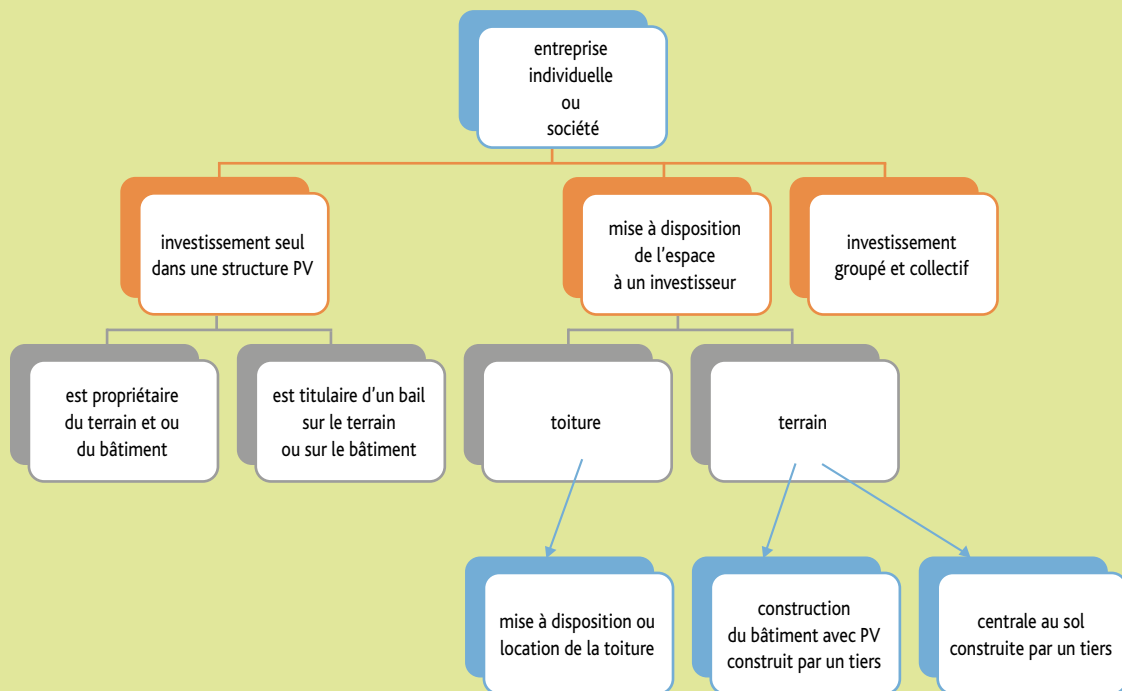 entreprise
individuelle
ou
société
investissement seul
dans une structure PV
mise à disposition
de l'espace
à un investisseur
investissement
groupé et collectif
est propriétaire
du terrain et ou
du bâtiment
est titulaire d'un bail
sur le terrain
ou sur le bâtiment
toiture
terrain
mise à disposition ou
location de la toiture
construction
du bâtiment avec PV
construit par un tiers
centrale au sol
construite par un tiers